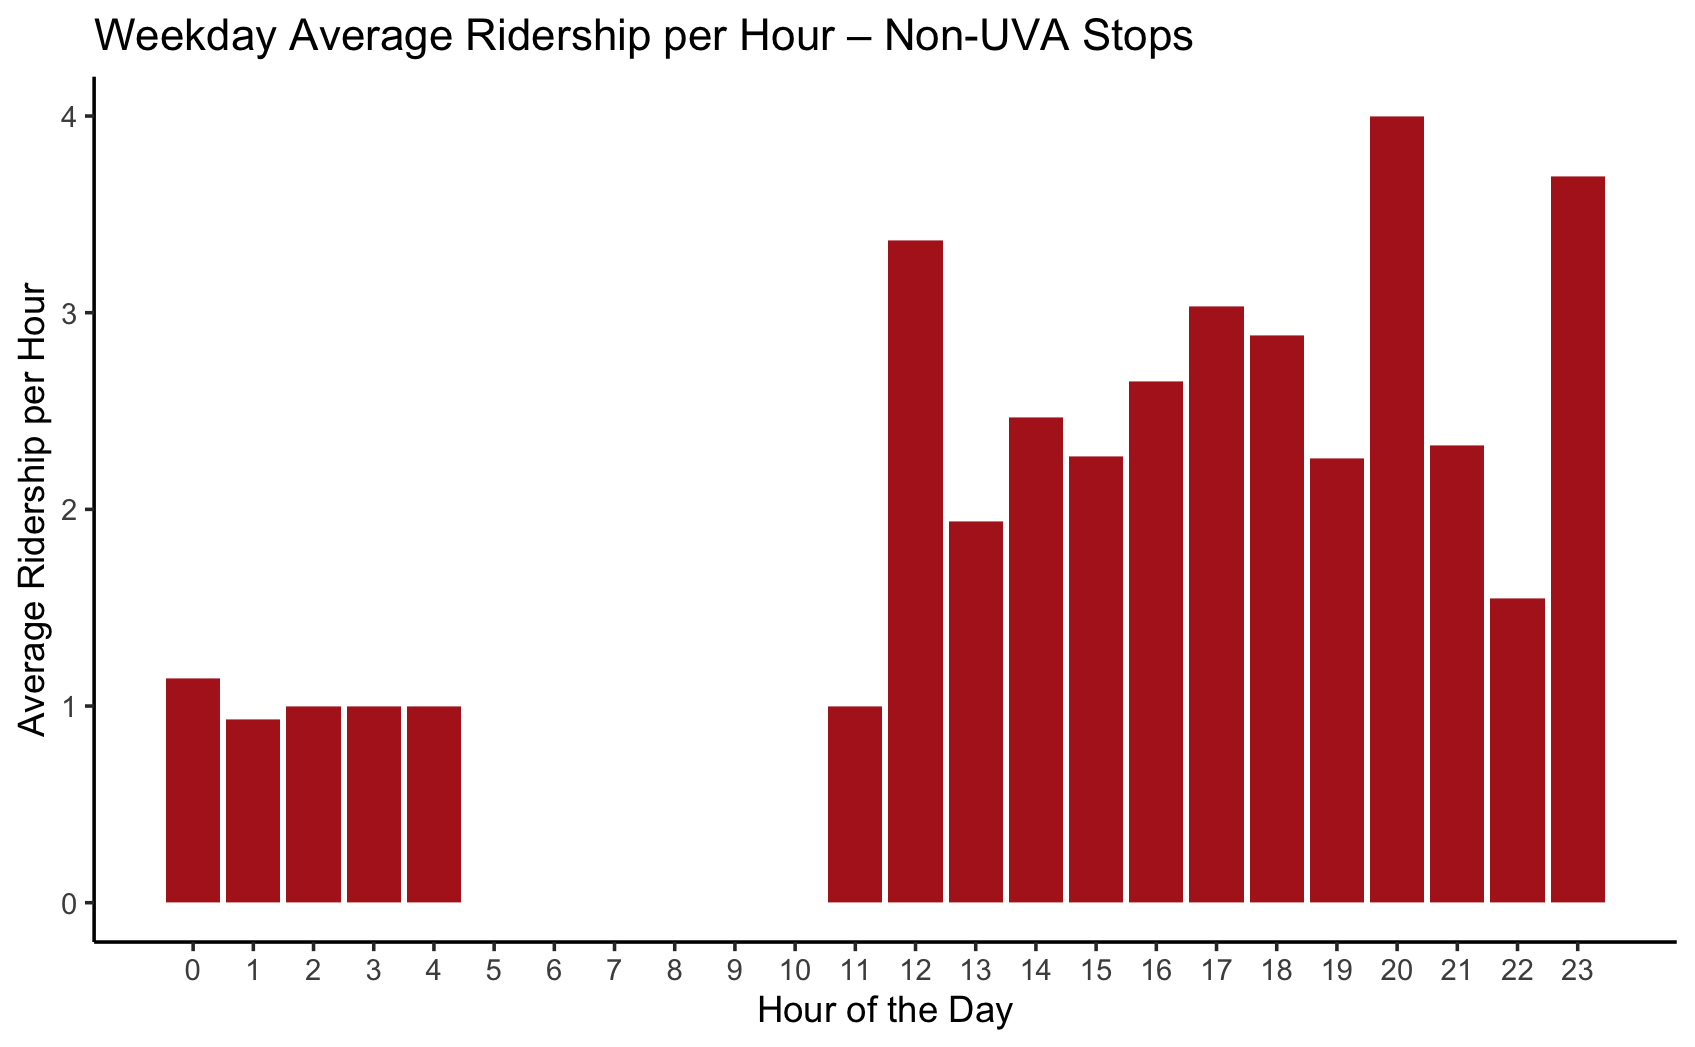 Weekday Average Ridership per Hour – Non-UVA Stops
Average Ridership per Hour
4
3
2
1
0
0 1 2 3 4 5 6 7 8 9 10 11 12 13 14 15 16 17 18 19 20 21 22 23
Hour of the Day